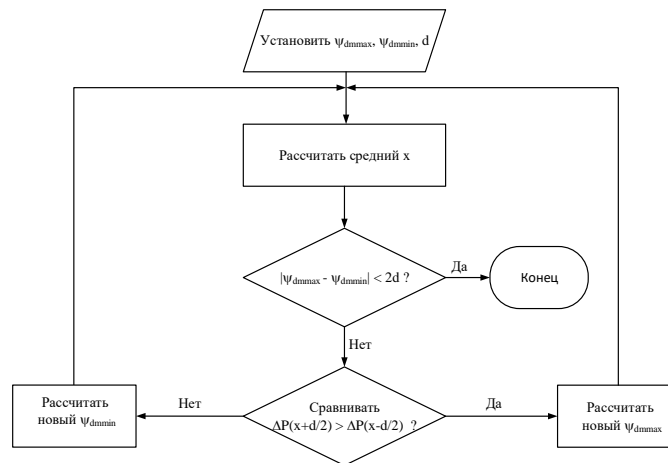 Установить ψdmmax, ψdmmin, d
Рассчитать средний x
|ψdmmax - ψdmmin| < 2d ?
Да
Конец
Нет
Рассчитать
новый ψdmmin
Нет
Сравнивать
ΔP(x+d/2) > ΔP(x-d/2) ?
Да
Рассчитать
новый ψdmmax